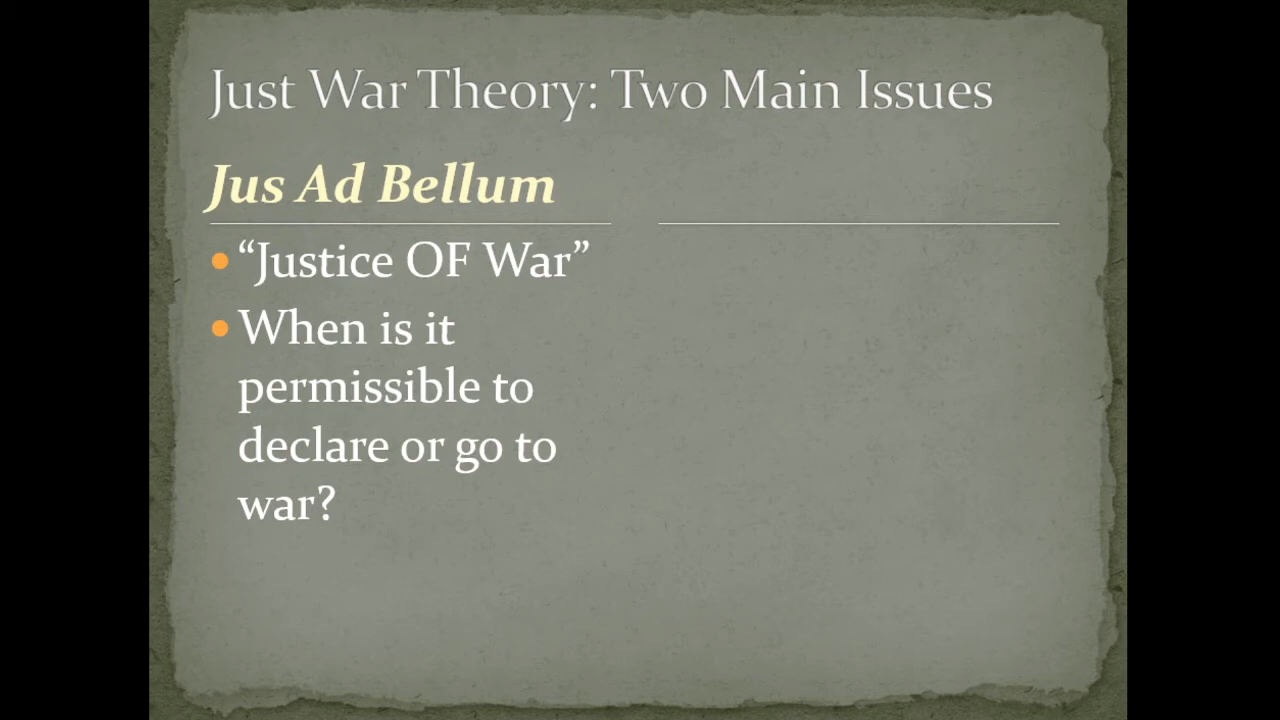 Just War Theory: Two Main Issues
Jus Ad Bellum
• “Justice OF War”
• When is it
permissible to
declare or go to
war?